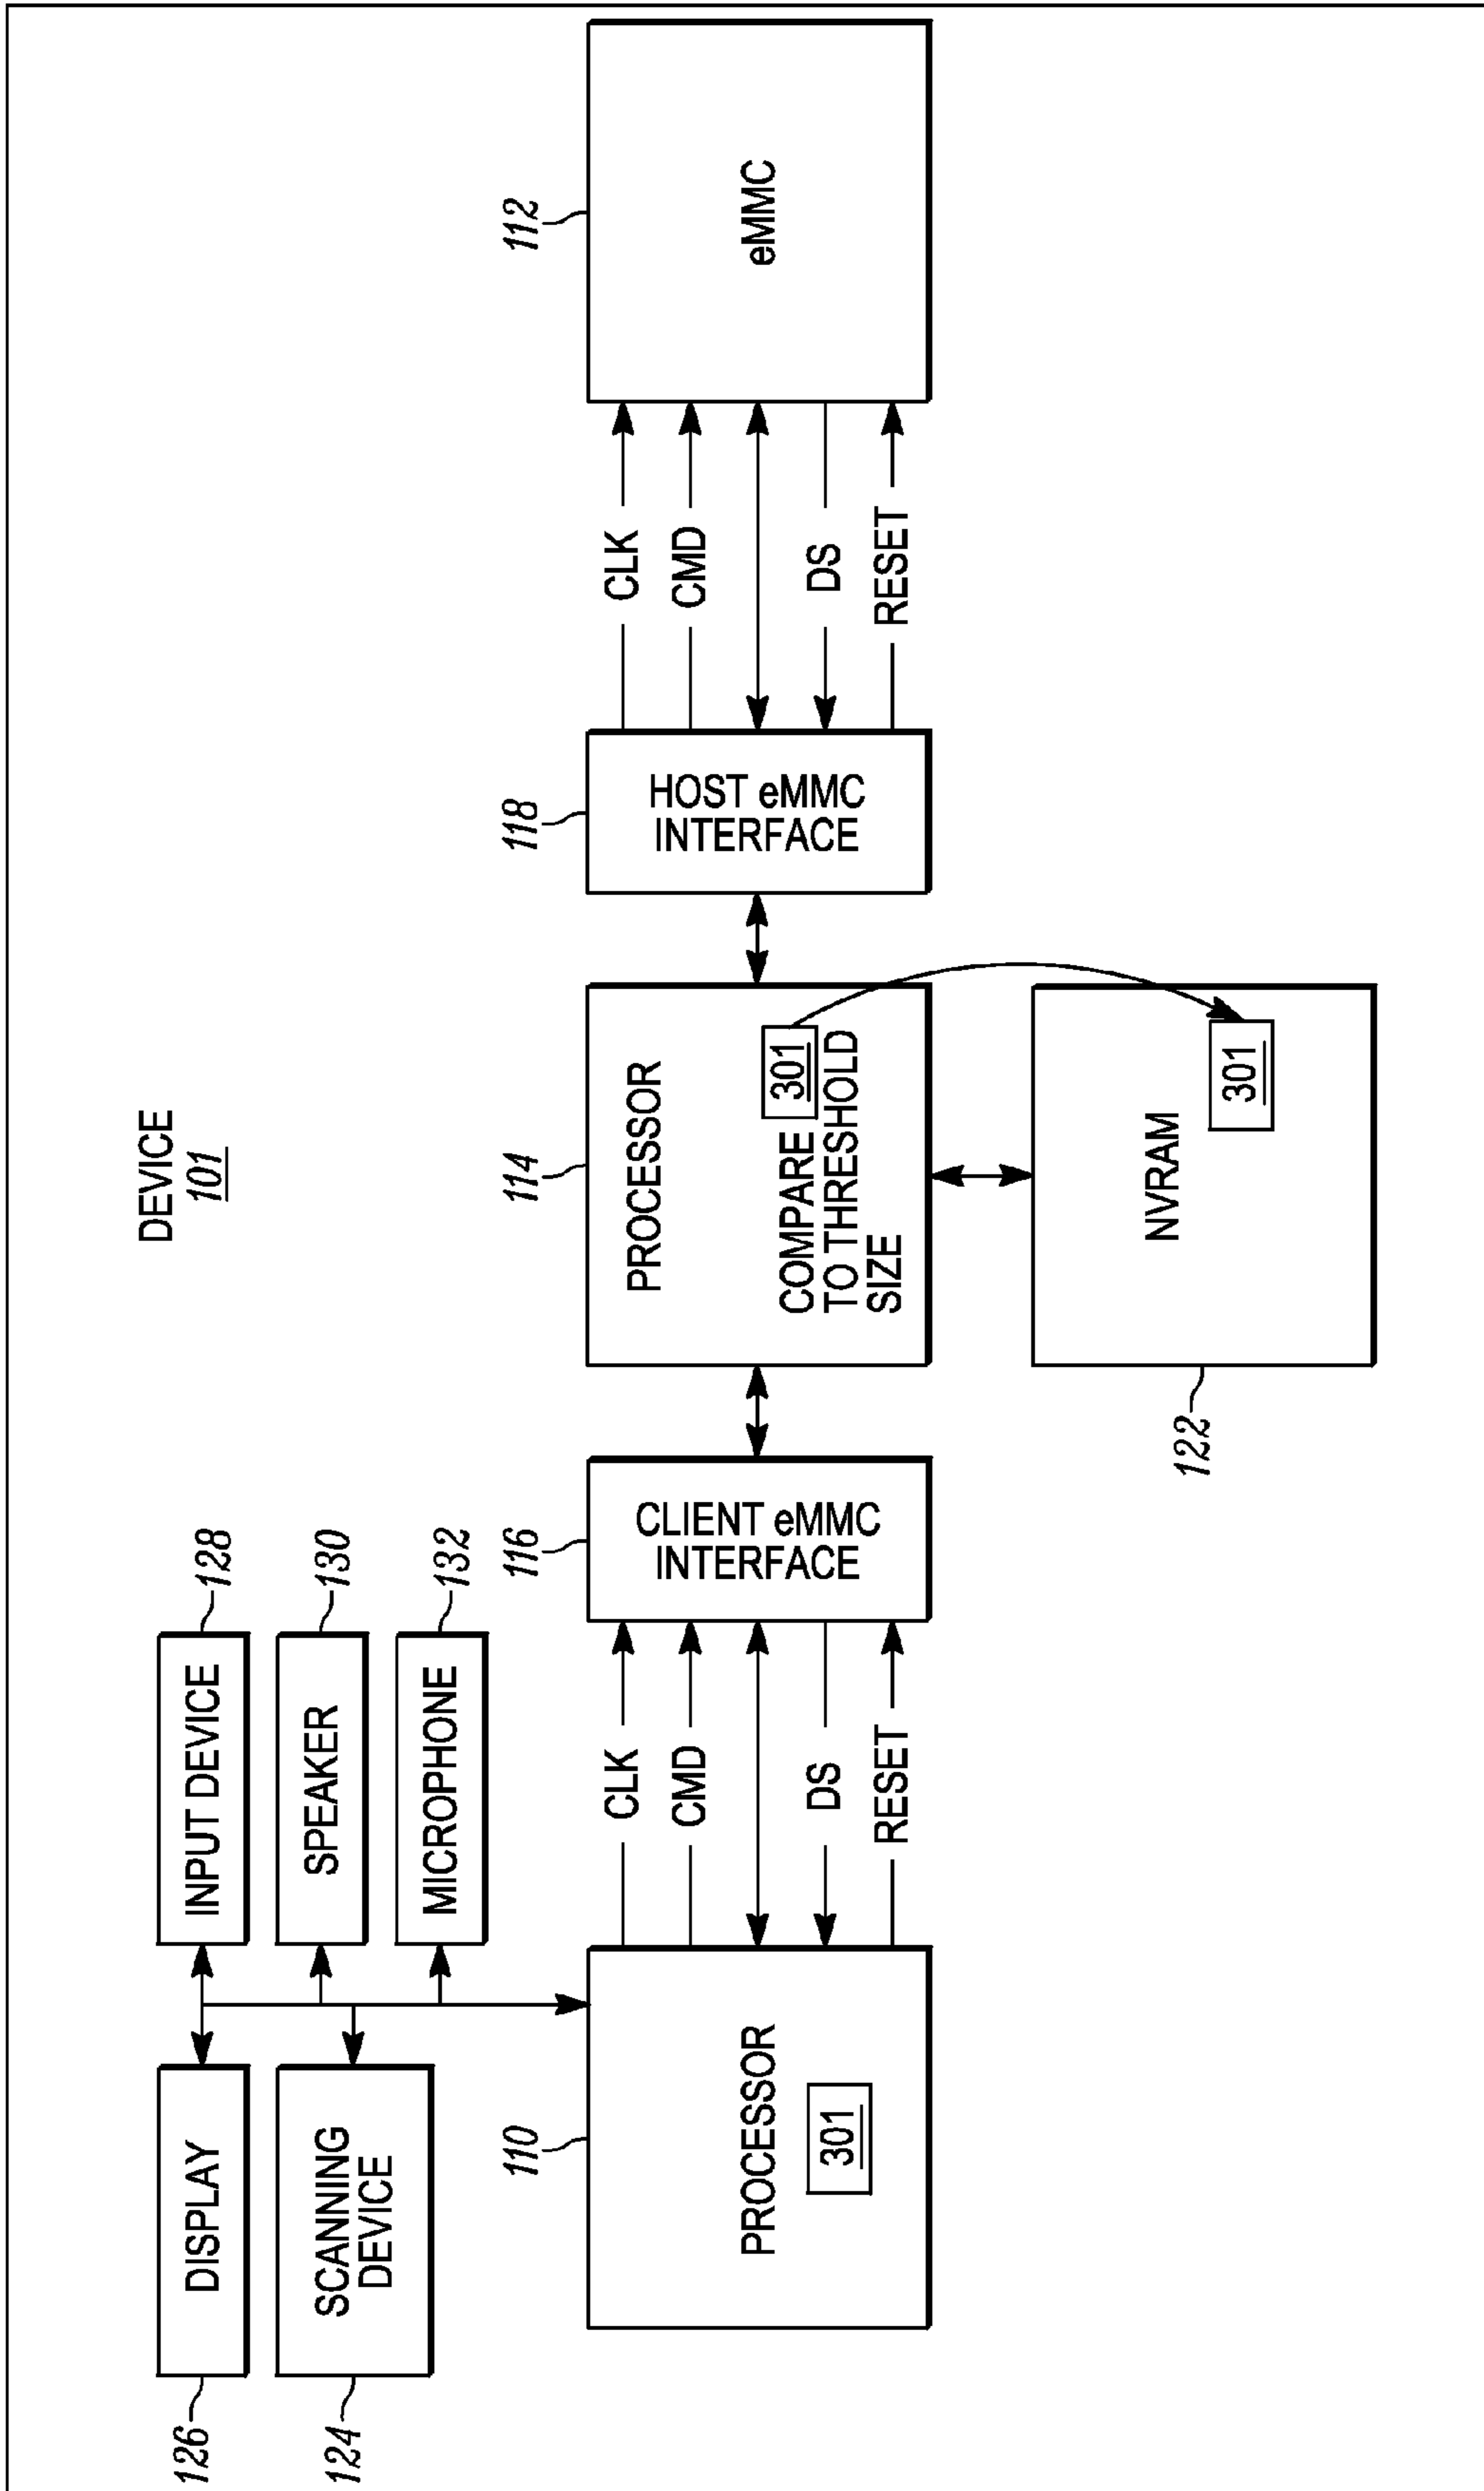 DEVICE
101
126
DISPLAY
INPUT DEVICE
128
124
SCANNING
DEVICE
SPEAKER
130
MICROPHONE
132
110
PROCESSOR
301
CLK
CMD
DS
RESET
116
CLIENT eMMC
INTERFACE
114
PROCESSOR
301
COMPARE
TO THRESHOLD
SIZE
118
HOST eMMC
INTERFACE
CLK
CMD
DS
RESET
112
eMMC
122
NVRAM
301